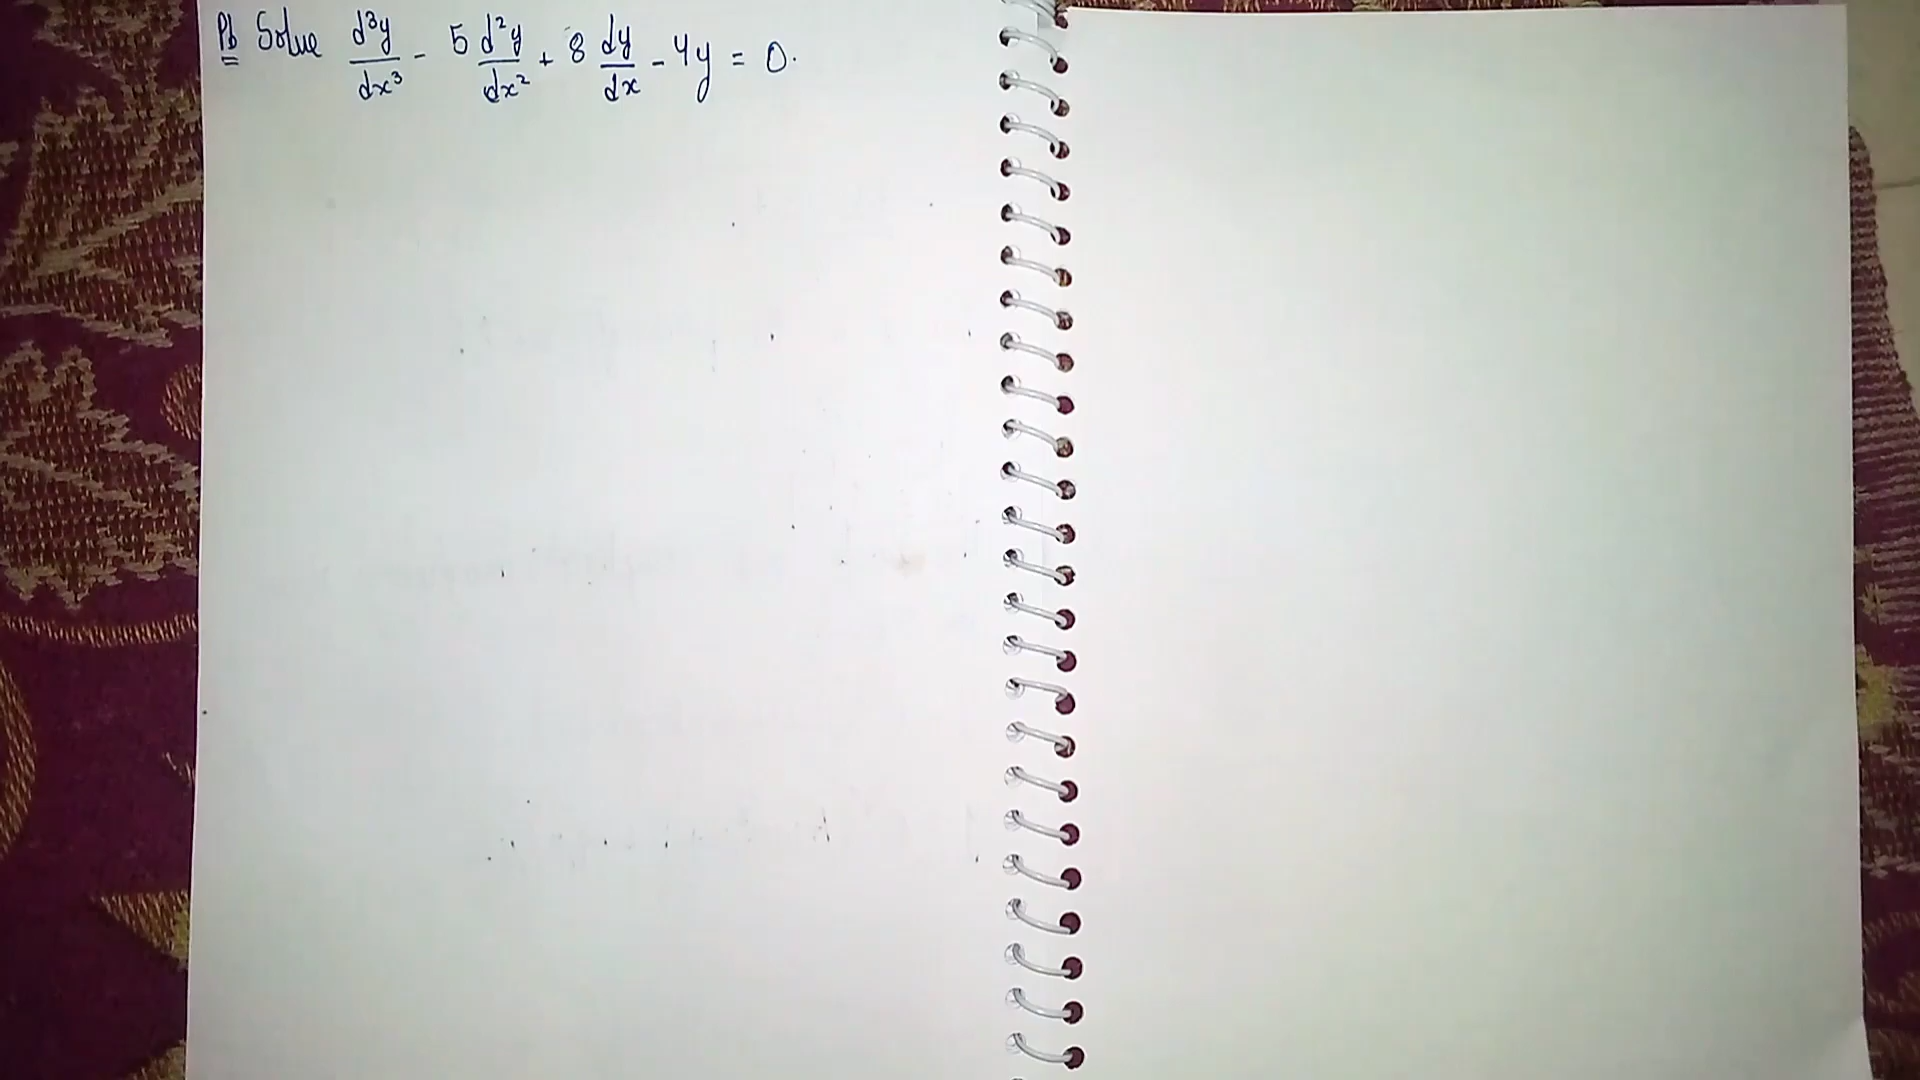 Pb Solve d³y/dx³ - 5 d²y/dx² + 8 dy/dx - 4y = 0.